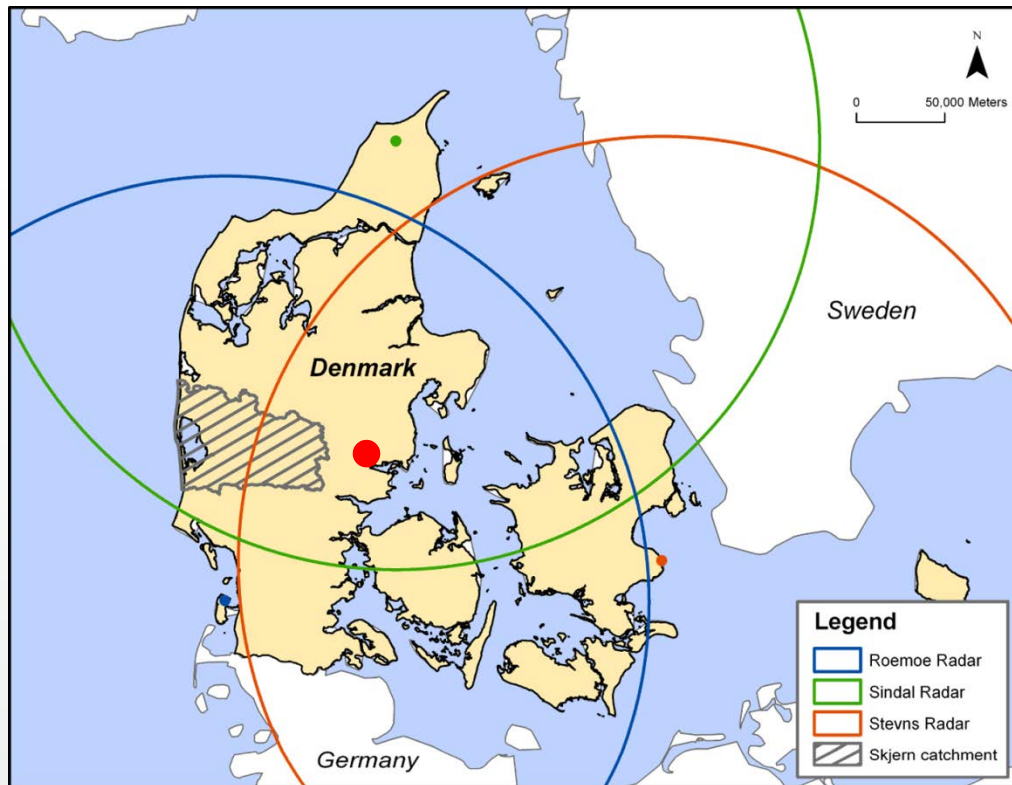 N
0 50,000 Meters
Sweden
Denmark
Germany
Legend
Roemoe Radar
Sindal Radar
Stevns Radar
Skjern catchment